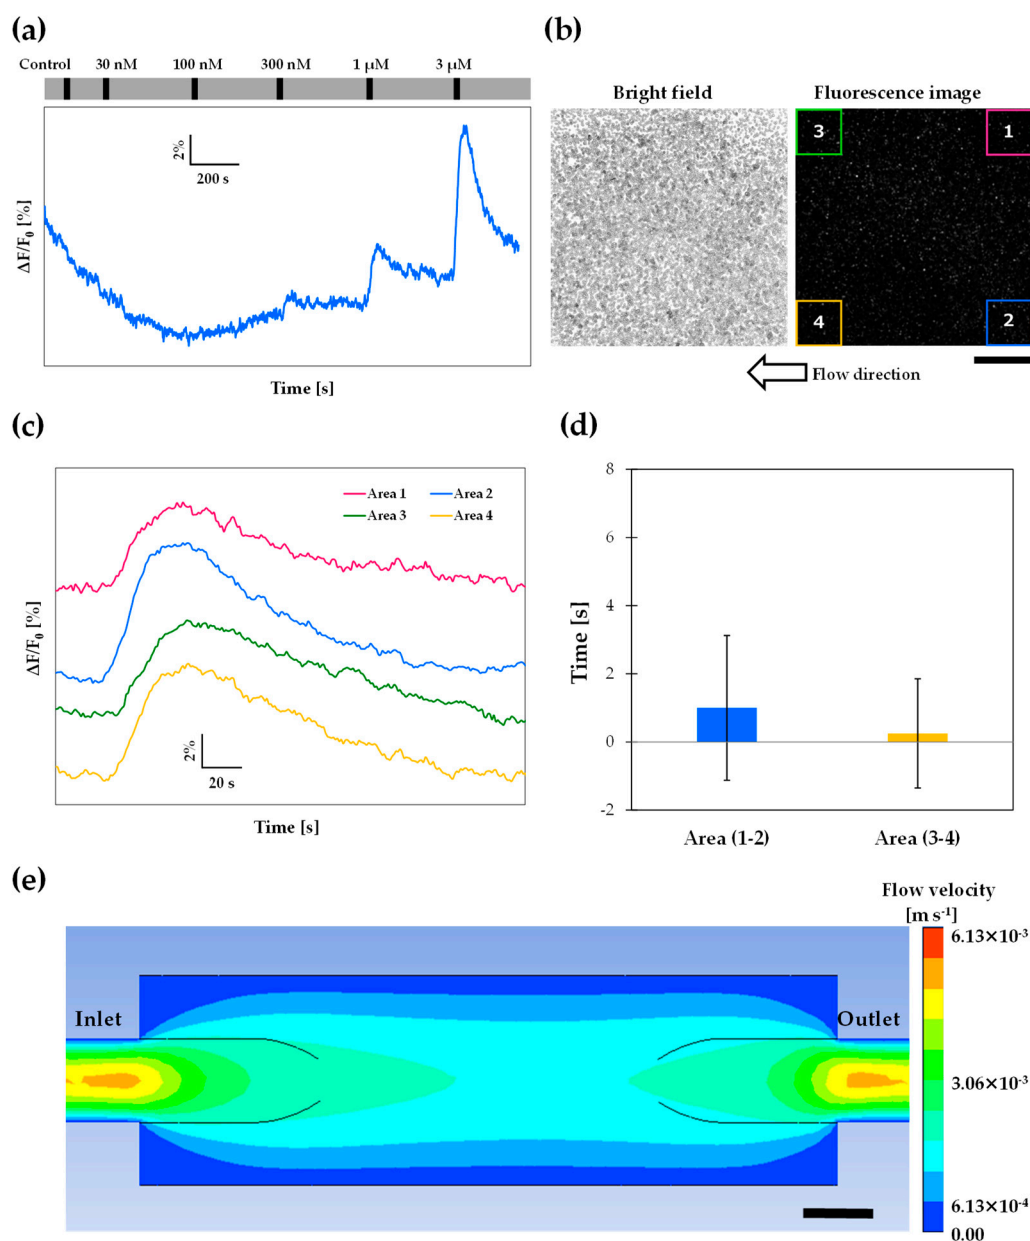 (a)
Control 30 nM 100 nM 300 nM 1 μM 3 μM
2%
200 s
ΔF/F₀ [%]
Time [s]
(b)
Bright field Fluorescence image
3 1
4 2
Flow direction
(c)
Area 1 Area 2
Area 3 Area 4
ΔF/F₀ [%]
2%
20 s
Time [s]
(d)
8
6
4
2
0
-2
Time [s]
Area (1-2) Area (3-4)
(e)
Flow velocity
[m s⁻¹]
6.13×10⁻³
Inlet Outlet
3.06×10⁻³
6.13×10⁻⁴
0.00